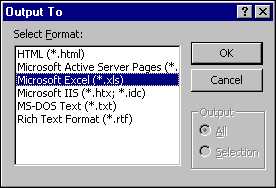 Output To
Select Format:
HTML (*.html)
Microsoft Active Server Pages (*.
Microsoft Excel (*.xls)
Microsoft IIS (*.htx; *.idc)
MS-DOS Text (*.txt)
Rich Text Format (*.rtf)
OK
Cancel
Output
All
Selection